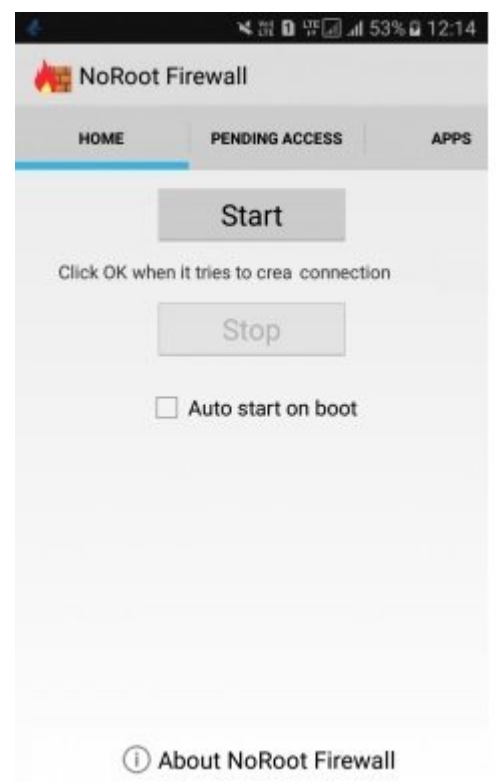 53% 12:14
NoRoot Firewall
HOME PENDING ACCESS APPS
Start
Click OK when it tries to crea connection
Stop
Auto start on boot
About NoRoot Firewall